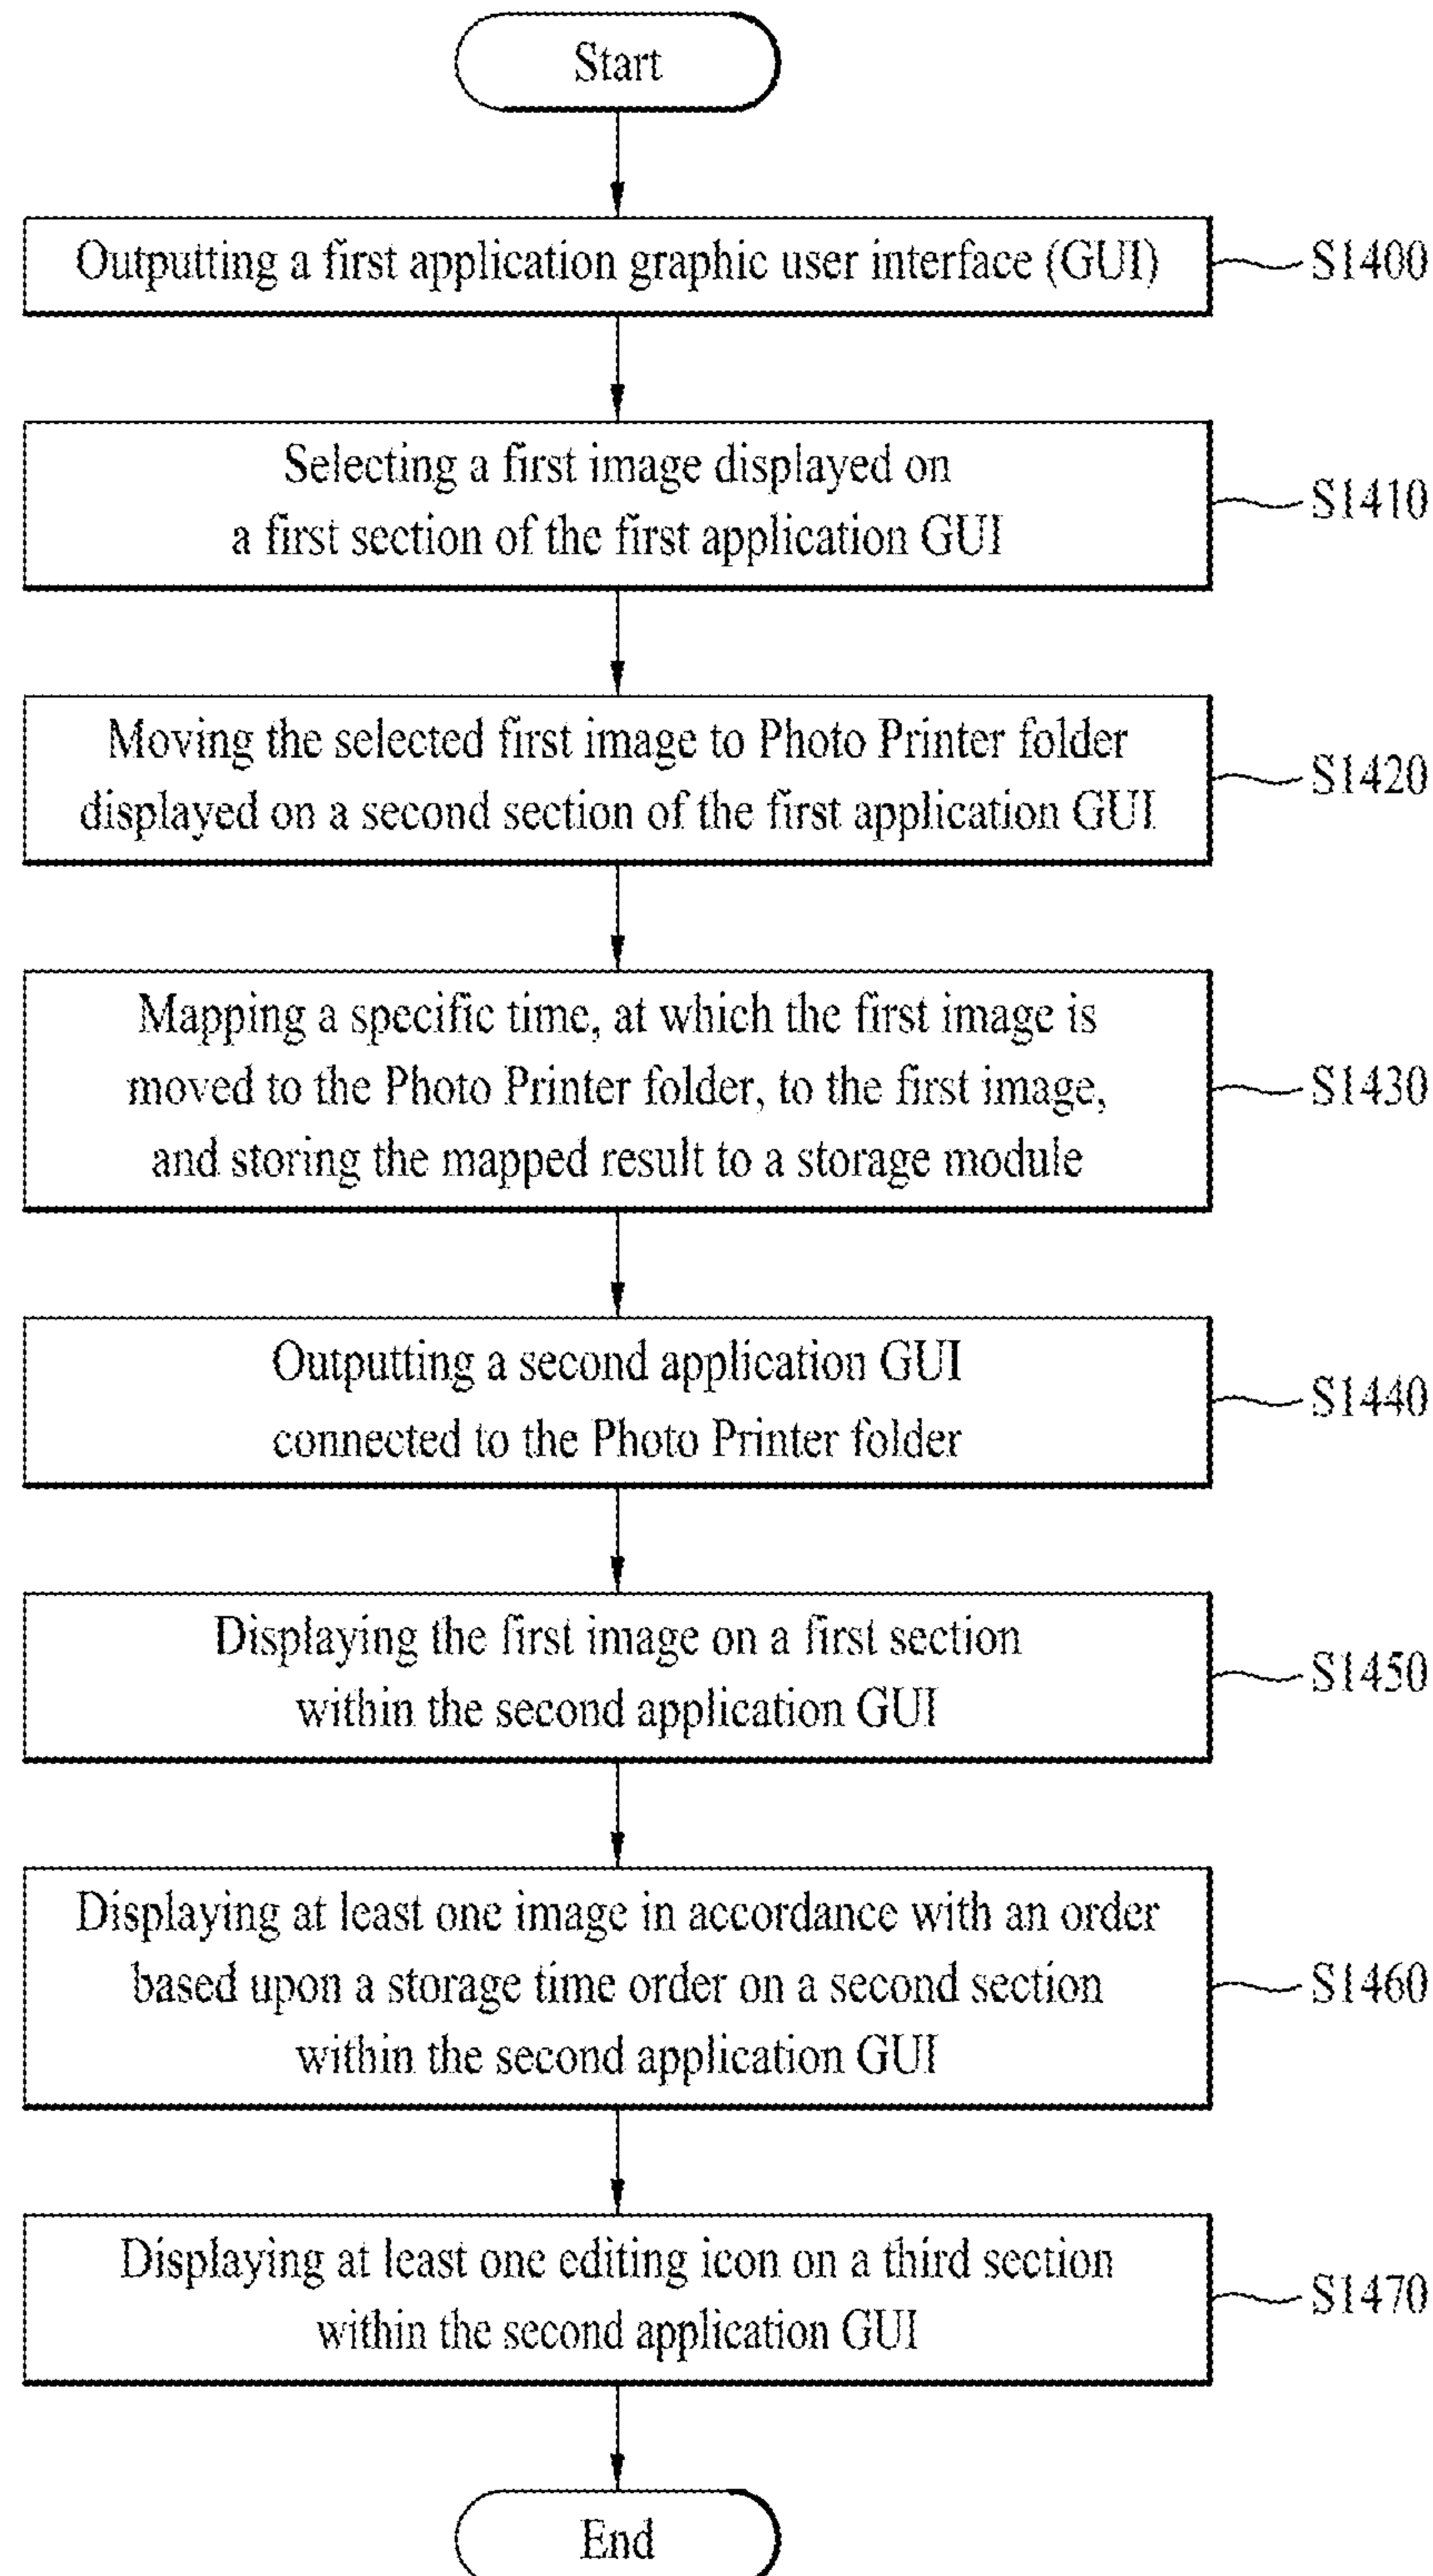 Start
Outputting a first application graphic user interface (GUI)
S1400
Selecting a first image displayed on
a first section of the first application GUI
S1410
Moving the selected first image to Photo Printer folder
displayed on a second section of the first application GUI
S1420
Mapping a specific time, at which the first image is
moved to the Photo Printer folder, to the first image,
and storing the mapped result to a storage module
S1430
Outputting a second application GUI
connected to the Photo Printer folder
S1440
Displaying the first image on a first section
within the second application GUI
S1450
Displaying at least one image in accordance with an order
based upon a storage time order on a second section
within the second application GUI
S1460
Displaying at least one editing icon on a third section
within the second application GUI
S1470
End